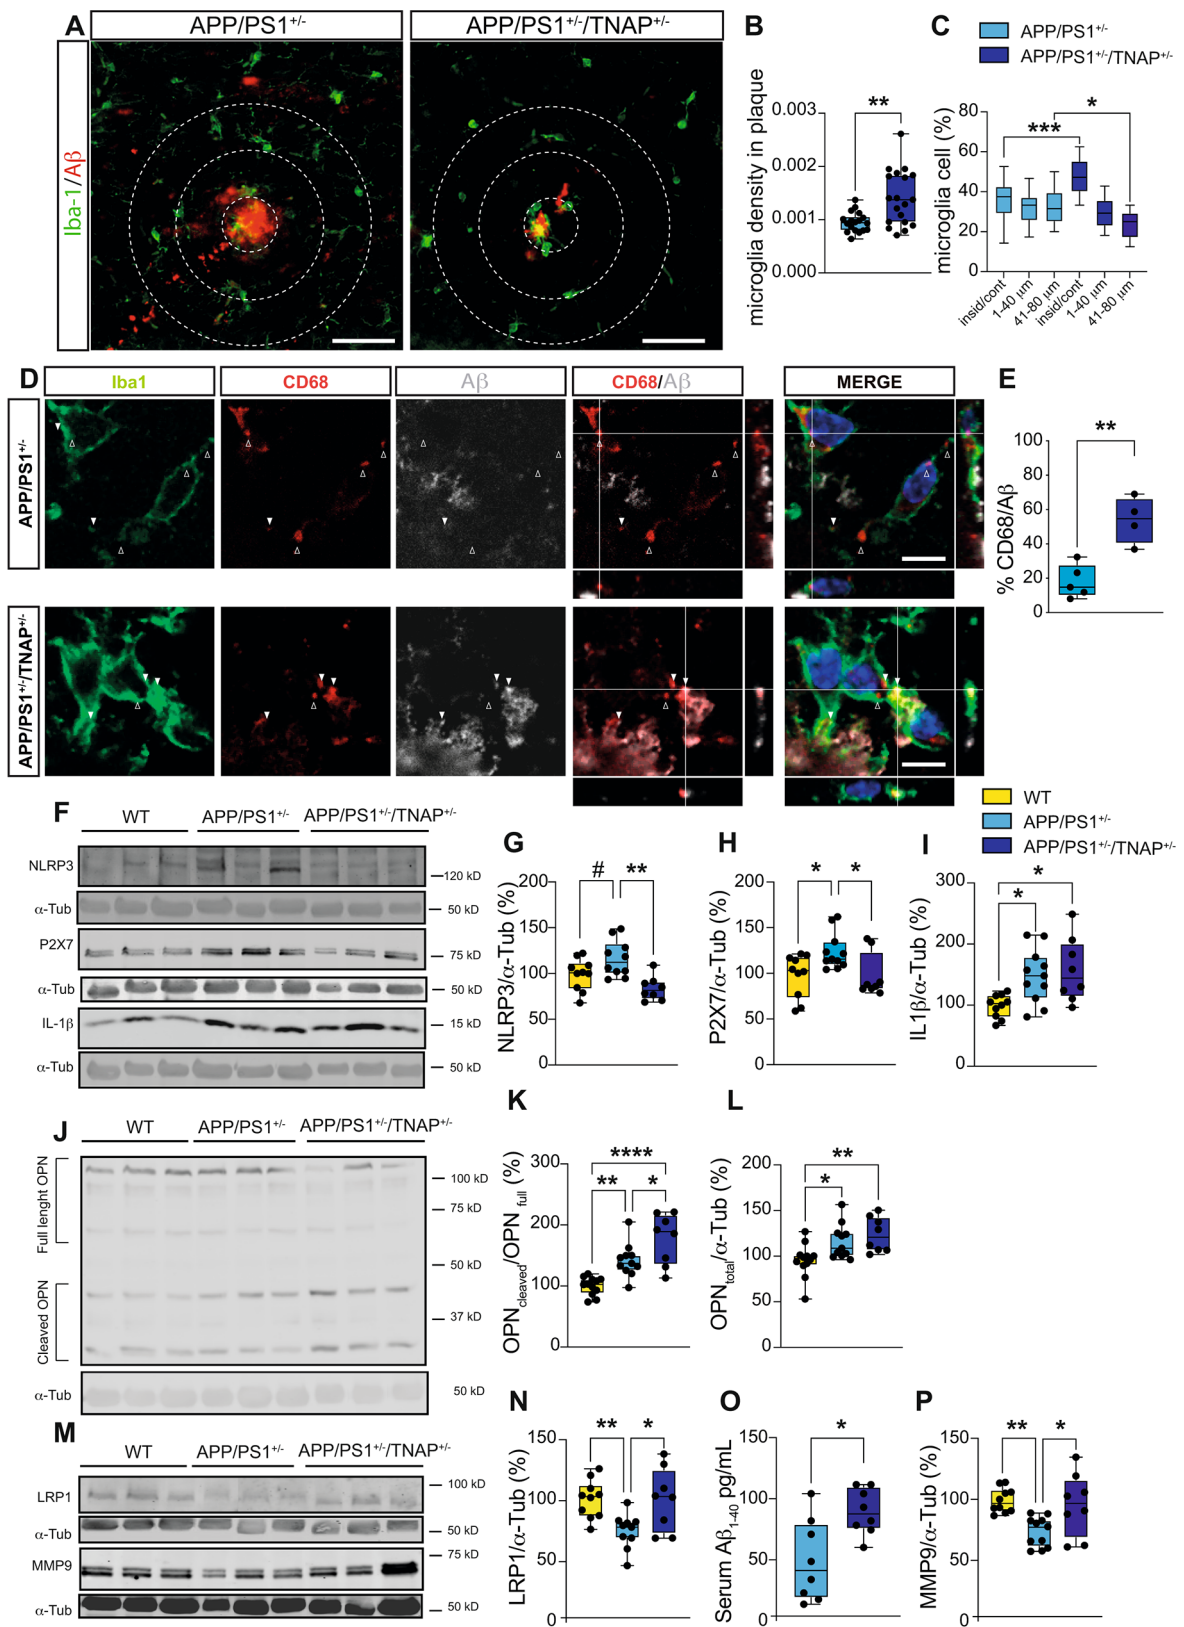 A
APP/PS1+/-
APP/PS1+/-/TNAP+/-
Iba-1/Aβ
B
microglia density in plaque
0.003
0.002
0.001
0.000
**
C
APP/PS1+/-
APP/PS1+/-/TNAP+/-
microglia cell (%)
80
60
40
20
0
***
*
insid/cont
1-40 μm
41-80 μm
insid/cont
1-40 μm
41-80 μm
D
Iba1
CD68
Aβ
CD68/Aβ
MERGE
APP/PS1+/-
APP/PS1+/-/TNAP+/-
E
% CD68/Aβ
100
80
60
40
20
0
**
F
WT
APP/PS1+/-
APP/PS1+/-/TNAP+/-
NLRP3
120 kD
α-Tub
50 kD
P2X7
75 kD
α-Tub
50 kD
IL-1β
15 kD
α-Tub
50 kD
WT
APP/PS1+/-
APP/PS1+/-/TNAP+/-
G
NLRP3/α-Tub (%)
200
150
100
50
0
#
**
H
P2X7/α-Tub (%)
200
150
100
50
0
*
*
I
IL1β/α-Tub (%)
300
200
100
0
*
*
J
WT
APP/PS1+/-
APP/PS1+/-/TNAP+/-
Full lenght OPN
Cleaved OPN
100 kD
75 kD
50 kD
37 kD
α-Tub
50 kD
K
OPNcleaved/OPN full (%)
300
200
100
0
****
**
*
L
OPNtotal/α-Tub (%)
200
150
100
50
0
**
*
M
WT
APP/PS1+/-
APP/PS1+/-/TNAP+/-
LRP1
100 kD
α-Tub
50 kD
MMP9
75 kD
α-Tub
50 kD
N
LRP1/α-Tub (%)
150
100
50
0
**
*
O
Serum Aβ1-40 pg/mL
150
100
50
0
*
P
MMP9/α-Tub (%)
150
100
50
0
**
*